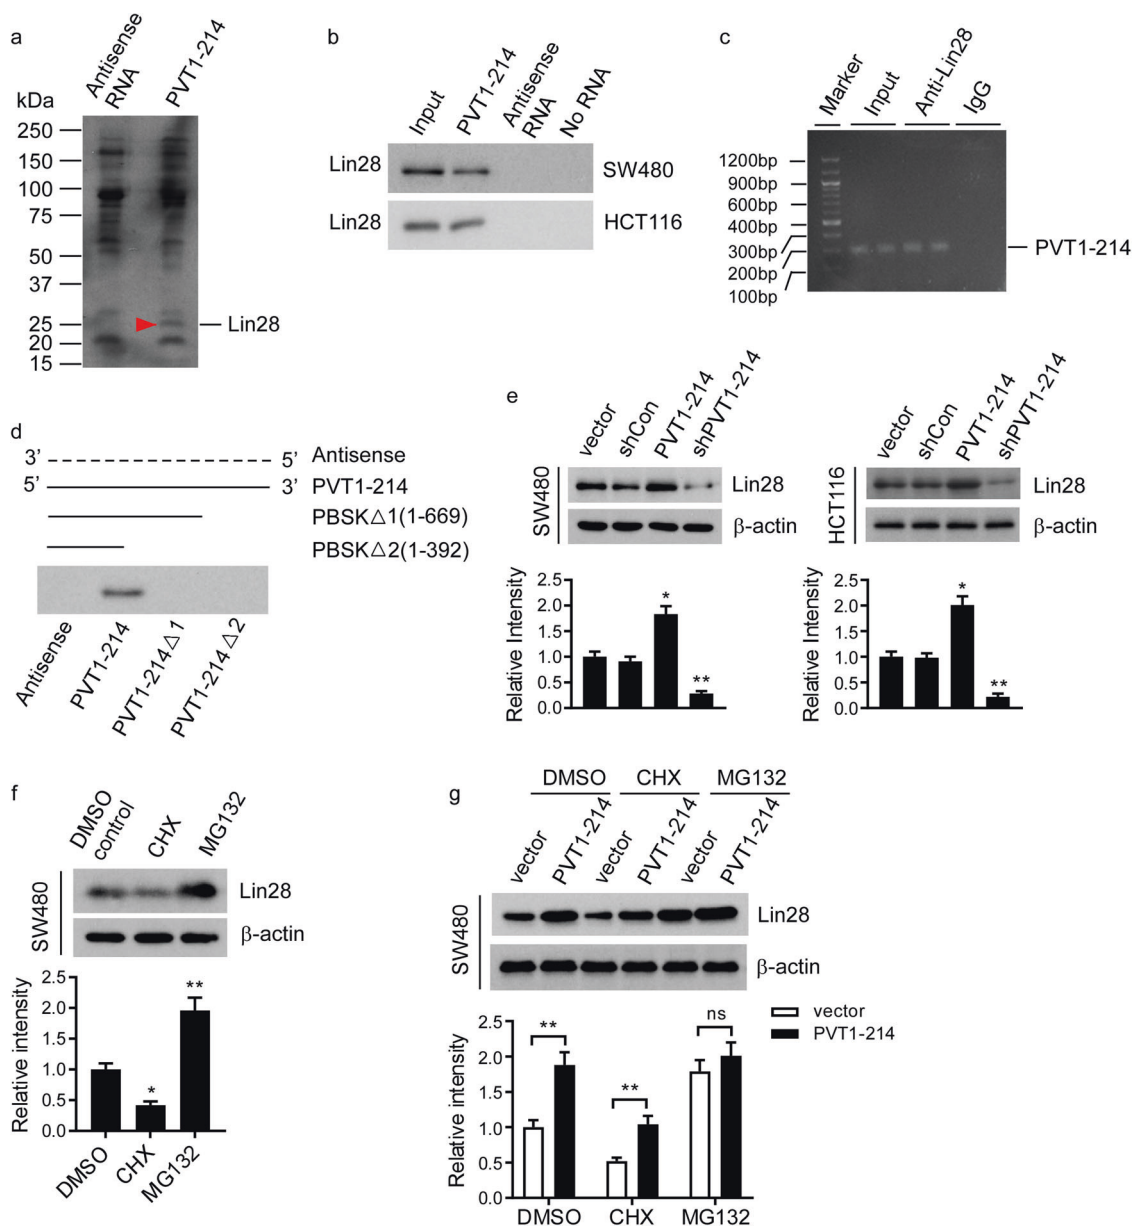 a
Antisense
RNA
PVT1-214
kDa
250
150
100
75
50
37
25
20
15
Lin28
b
Input
PVT1-214
Antisense
RNA
No RNA
Lin28
SW480
Lin28
HCT116
c
Marker
Input
Anti-Lin28
IgG
1200bp
900bp
600bp
400bp
300bp
200bp
100bp
PVT1-214
d
3’ 5’ Antisense
5’ 3’ PVT1-214
PBSK△1(1-669)
PBSK△2(1-392)
Antisense
PVT1-214
PVT1-214△1
PVT1-214△2
e
vector
shCon
PVT1-214
shPVT1-214
SW480
Lin28
β-actin
Relative Intensity
2.5
2.0
1.5
1.0
0.5
0.0
*
**
vector
shCon
PVT1-214
shPVT1-214
HCT116
Lin28
β-actin
Relative Intensity
2.5
2.0
1.5
1.0
0.5
0.0
*
**
f
DMSO
control
CHX
MG132
SW480
Lin28
β-actin
Relative intensity
2.5
2.0
1.5
1.0
0.5
0.0
*
**
DMSO
CHX
MG132
g
DMSO CHX MG132
vector
PVT1-214
vector
PVT1-214
vector
PVT1-214
SW480
Lin28
β-actin
vector
PVT1-214
Relative intensity
2.5
2.0
1.5
1.0
0.5
0.0
**
**
ns
DMSO CHX MG132